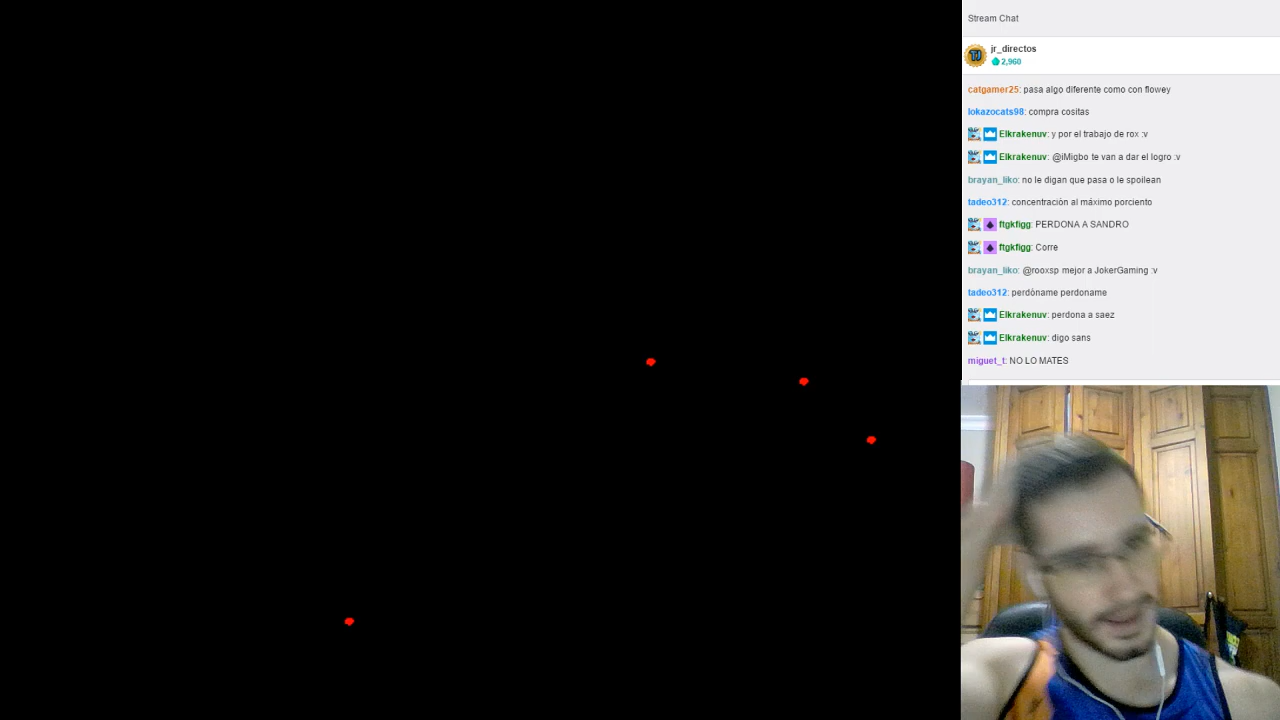 Stream Chat
jr_directos
2,960
catgamer25: pasa algo diferente como con flowey
lokazocats98: compra cositas
Elkrakenuv: y por el trabajo de rox :v
Elkrakenuv: @iMigbo te van a dar el logro :v
brayan_liko: no le digan que pasa o le spoilean
tadeo312: concentraciòn al máximo porciento
ftgkfigg: PERDONA A SANDRO
ftgkfigg: Corre
brayan_liko: @rooxsp mejor a JokerGaming :v
tadeo312: perdòname perdoname
Elkrakenuv: perdona a saez
Elkrakenuv: digo sans
miguet_t: NO LO MATES